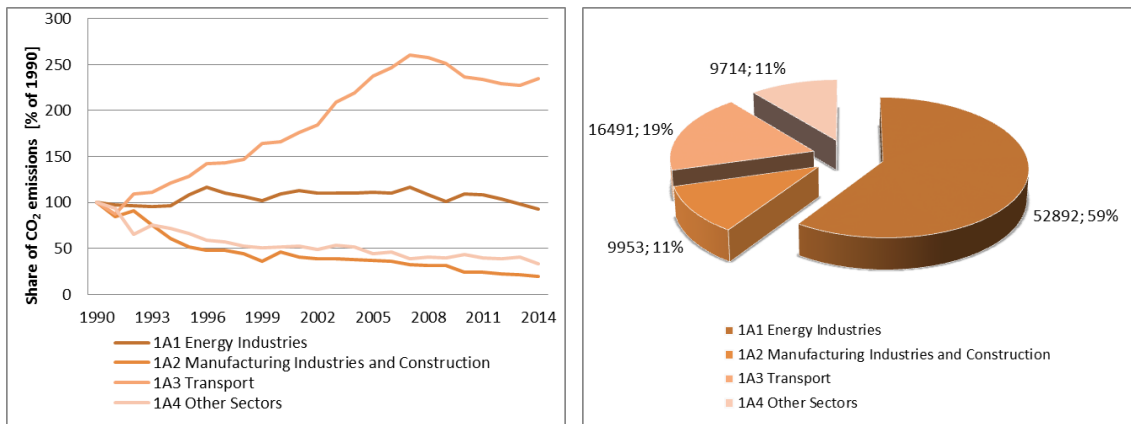 Share of CO₂ emissions [% of 1990]
300
250
200
150
100
50
0
1990 1993 1996 1999 2002 2005 2008 2011 2014
1A1 Energy Industries
1A2 Manufacturing Industries and Construction
1A3 Transport
1A4 Other Sectors
9714; 11%
16491; 19%
52892; 59%
9953; 11%
1A1 Energy Industries
1A2 Manufacturing Industries and Construction
1A3 Transport
1A4 Other Sectors